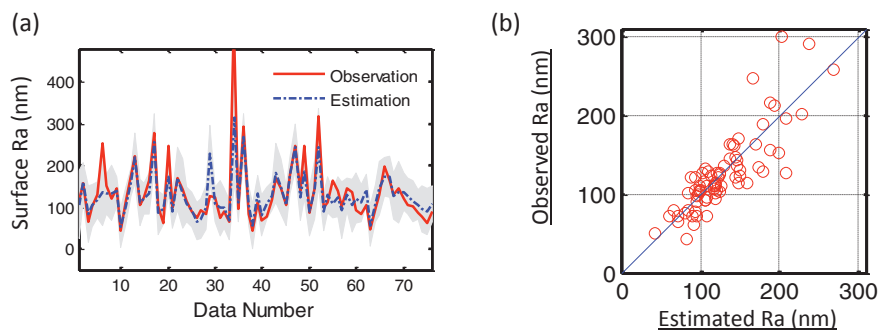 (a)
Surface Ra (nm)
400
300
200
100
0
Observation
Estimation
10 20 30 40 50 60 70
Data Number
(b)
Observed Ra (nm)
300
200
100
0
0 100 200 300
Estimated Ra (nm)